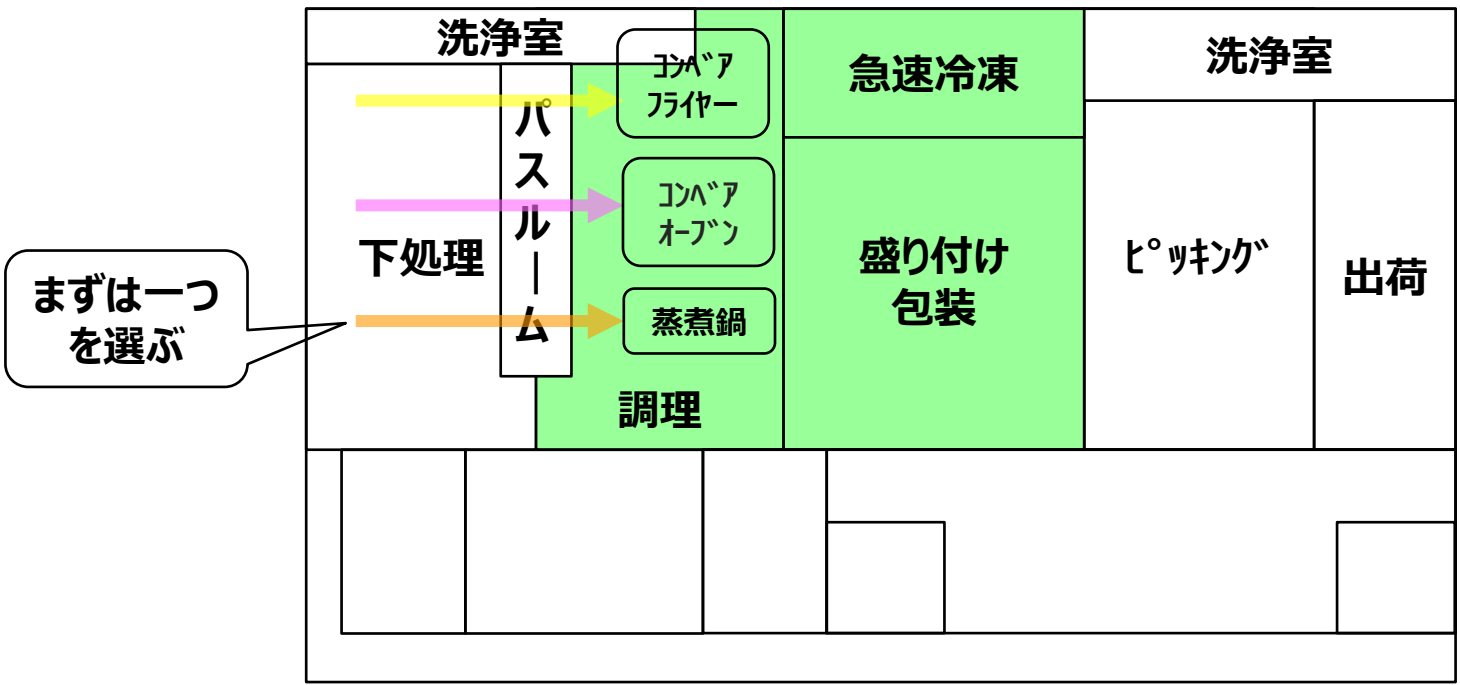 洗浄室
コンベア
フライヤー
急速冷凍
洗浄室
パスルーム
コンベア
オーブン
下処理
盛り付け
包装
ピッキング
出荷
まずは一つ
を選ぶ
蒸煮鍋
調理